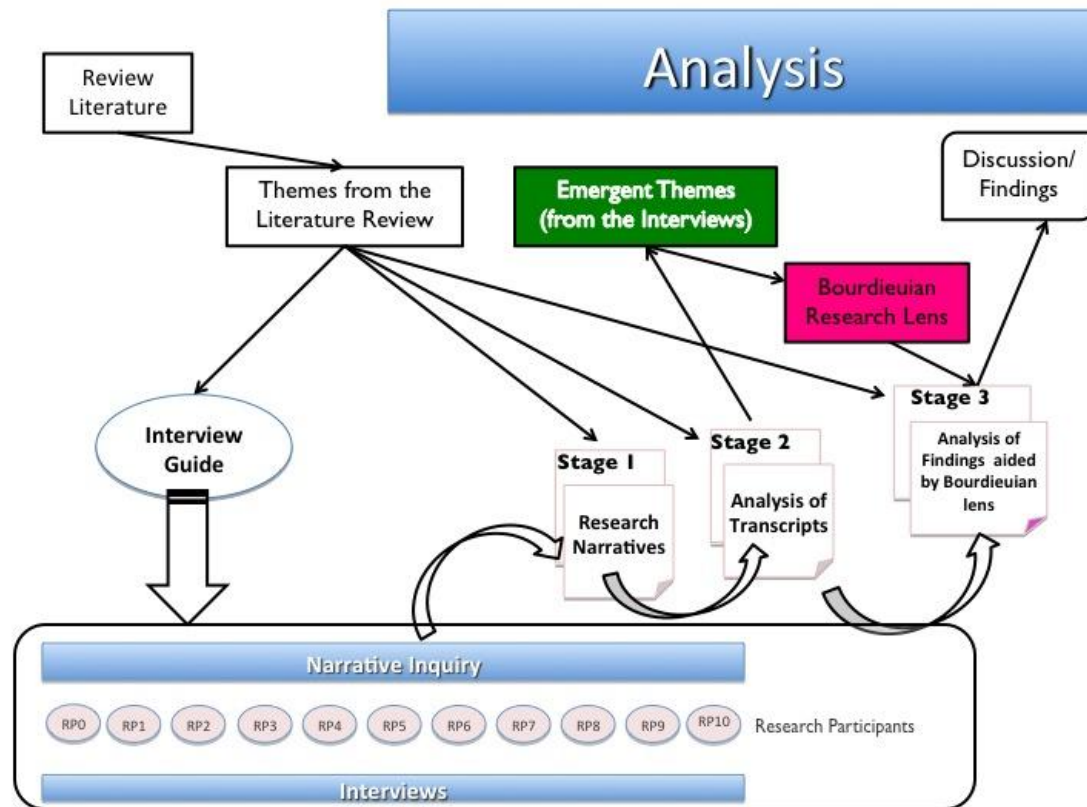 Analysis
Review
Literature
Themes from the
Literature Review
Emergent Themes
(from the Interviews)
Discussion/
Findings
Bourdieuian
Research Lens
Interview
Guide
Stage 1
Research
Narratives
Stage 2
Analysis of
Transcripts
Stage 3
Analysis of
Findings aided
by Bourdieuian
lens
Narrative Inquiry
RP0 RP1 RP2 RP3 RP4 RP5 RP6 RP7 RP8 RP9 RP10 Research Participants
Interviews